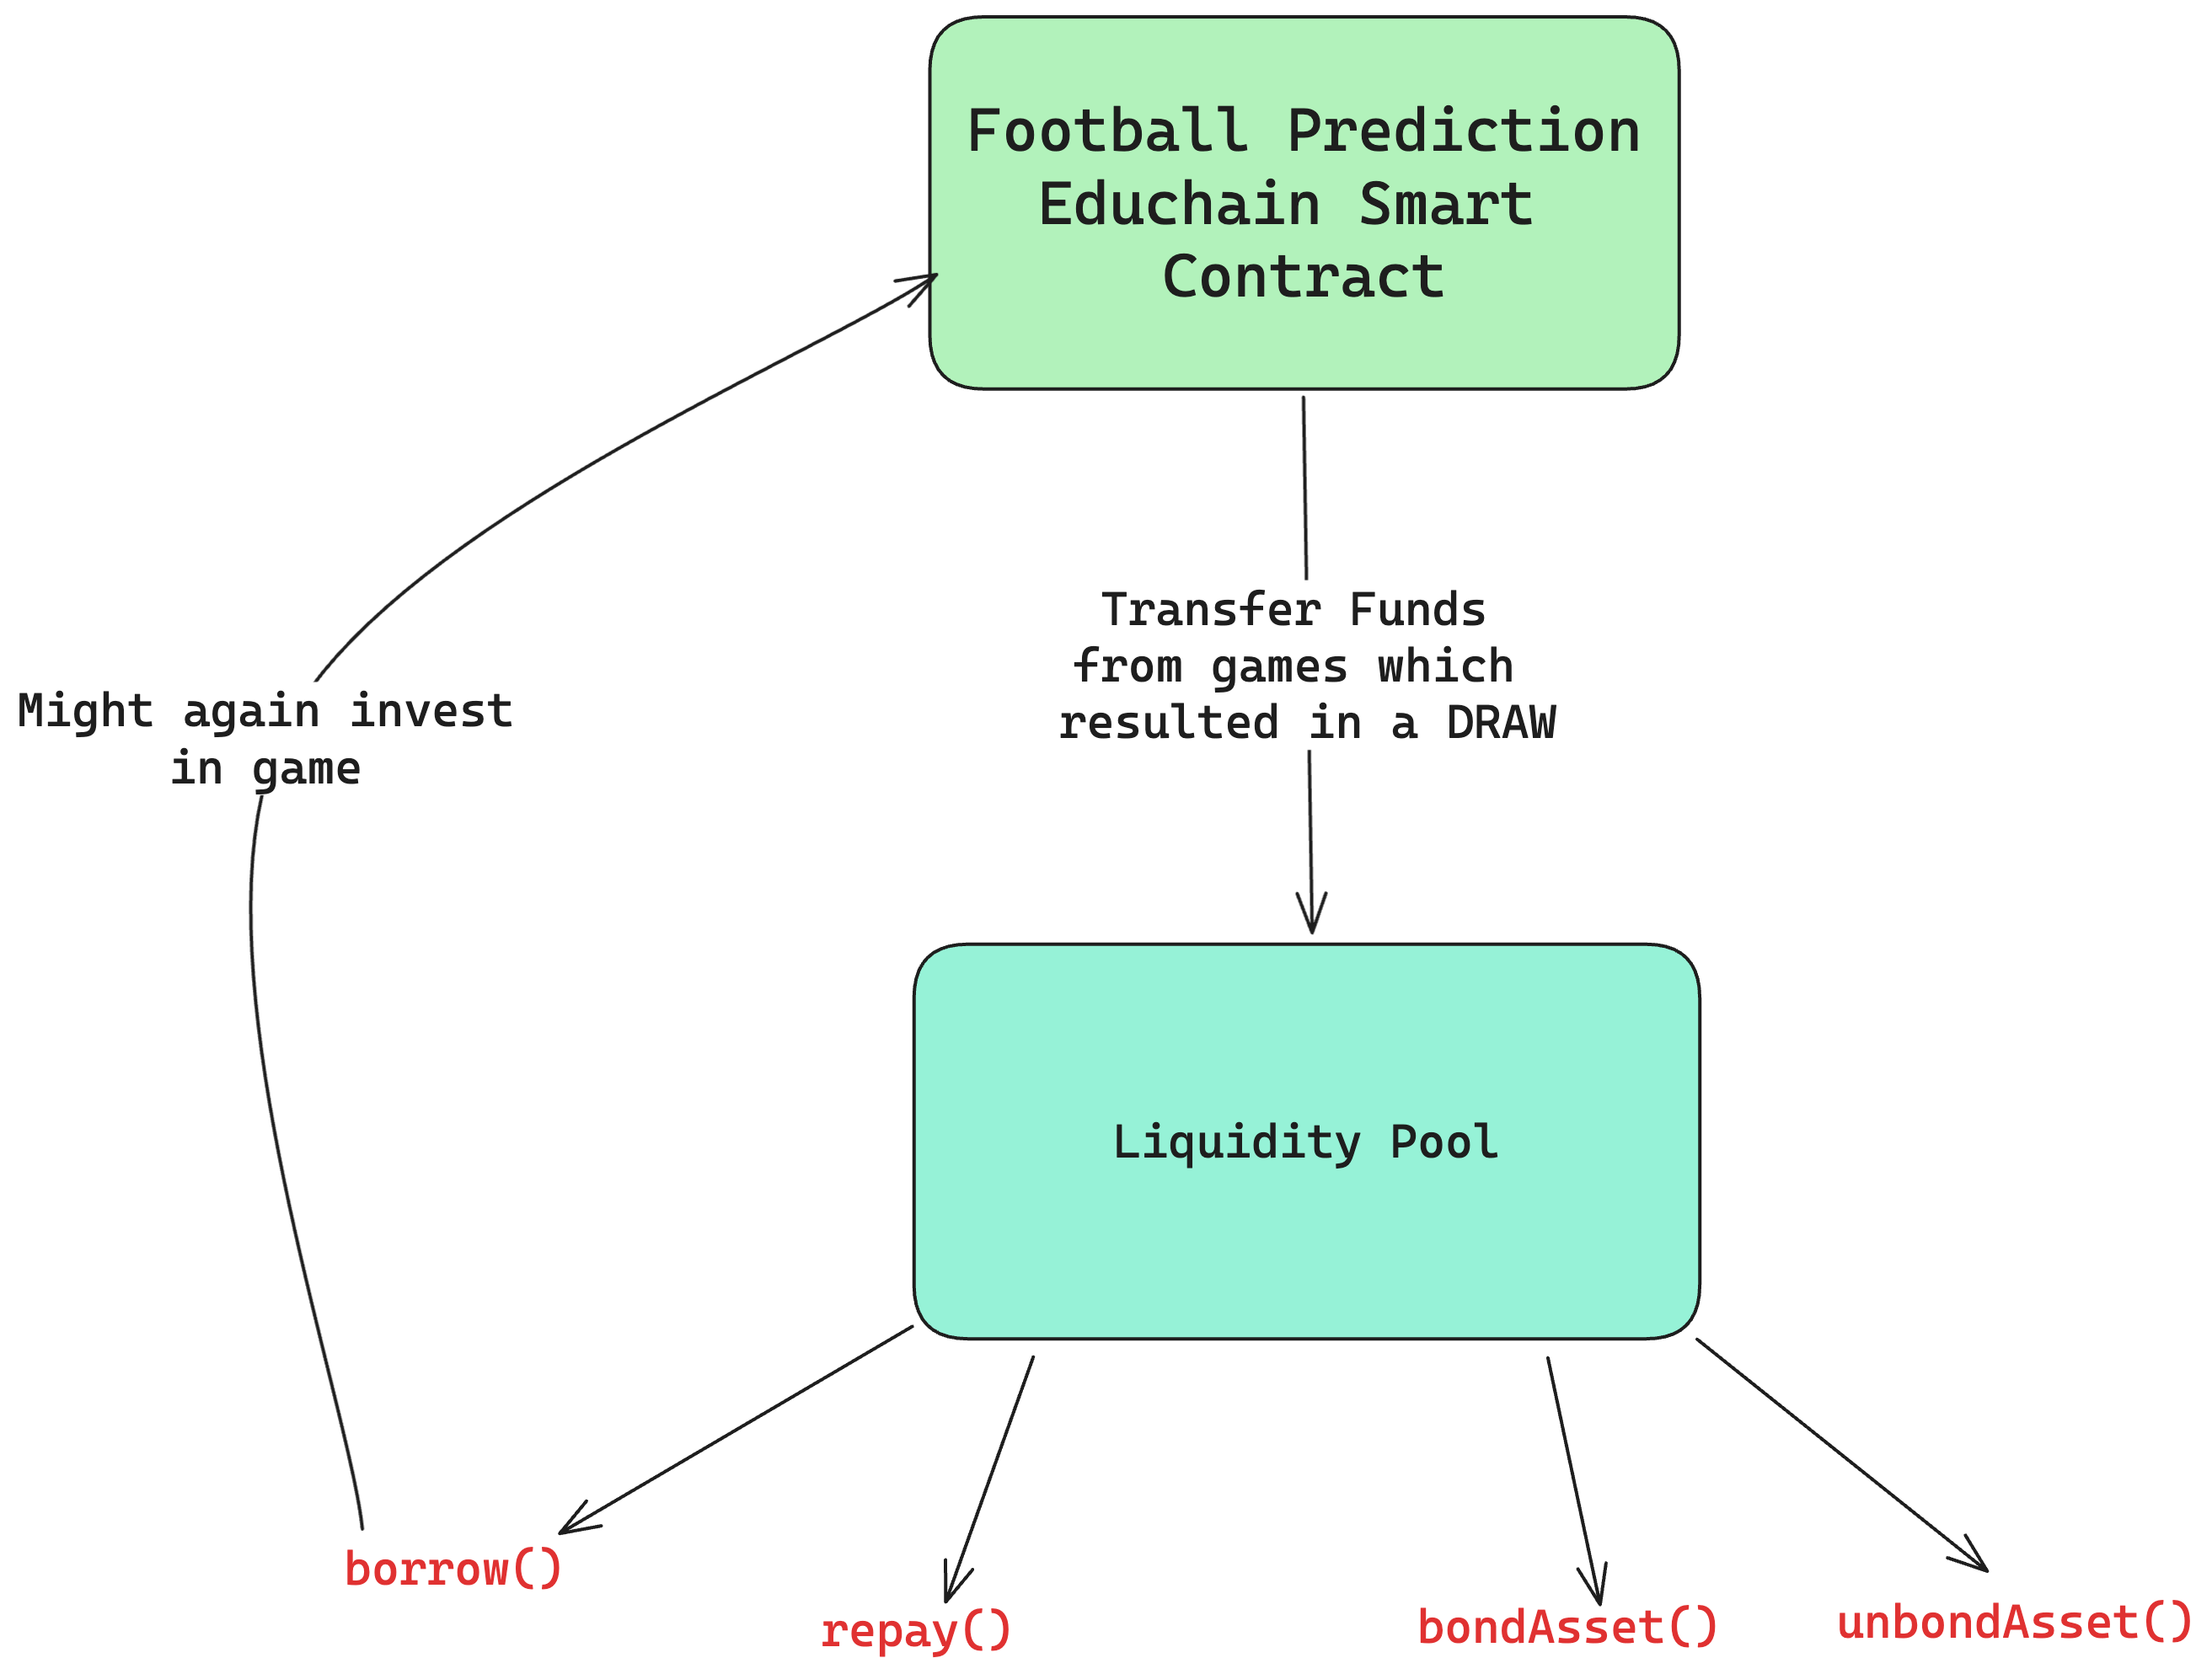 Football Prediction
Educhain Smart
Contract
Transfer Funds
from games which
resulted in a DRAW
Might again invest
in game
Liquidity Pool
borrow()
repay()
bondAsset()
unbondAsset()